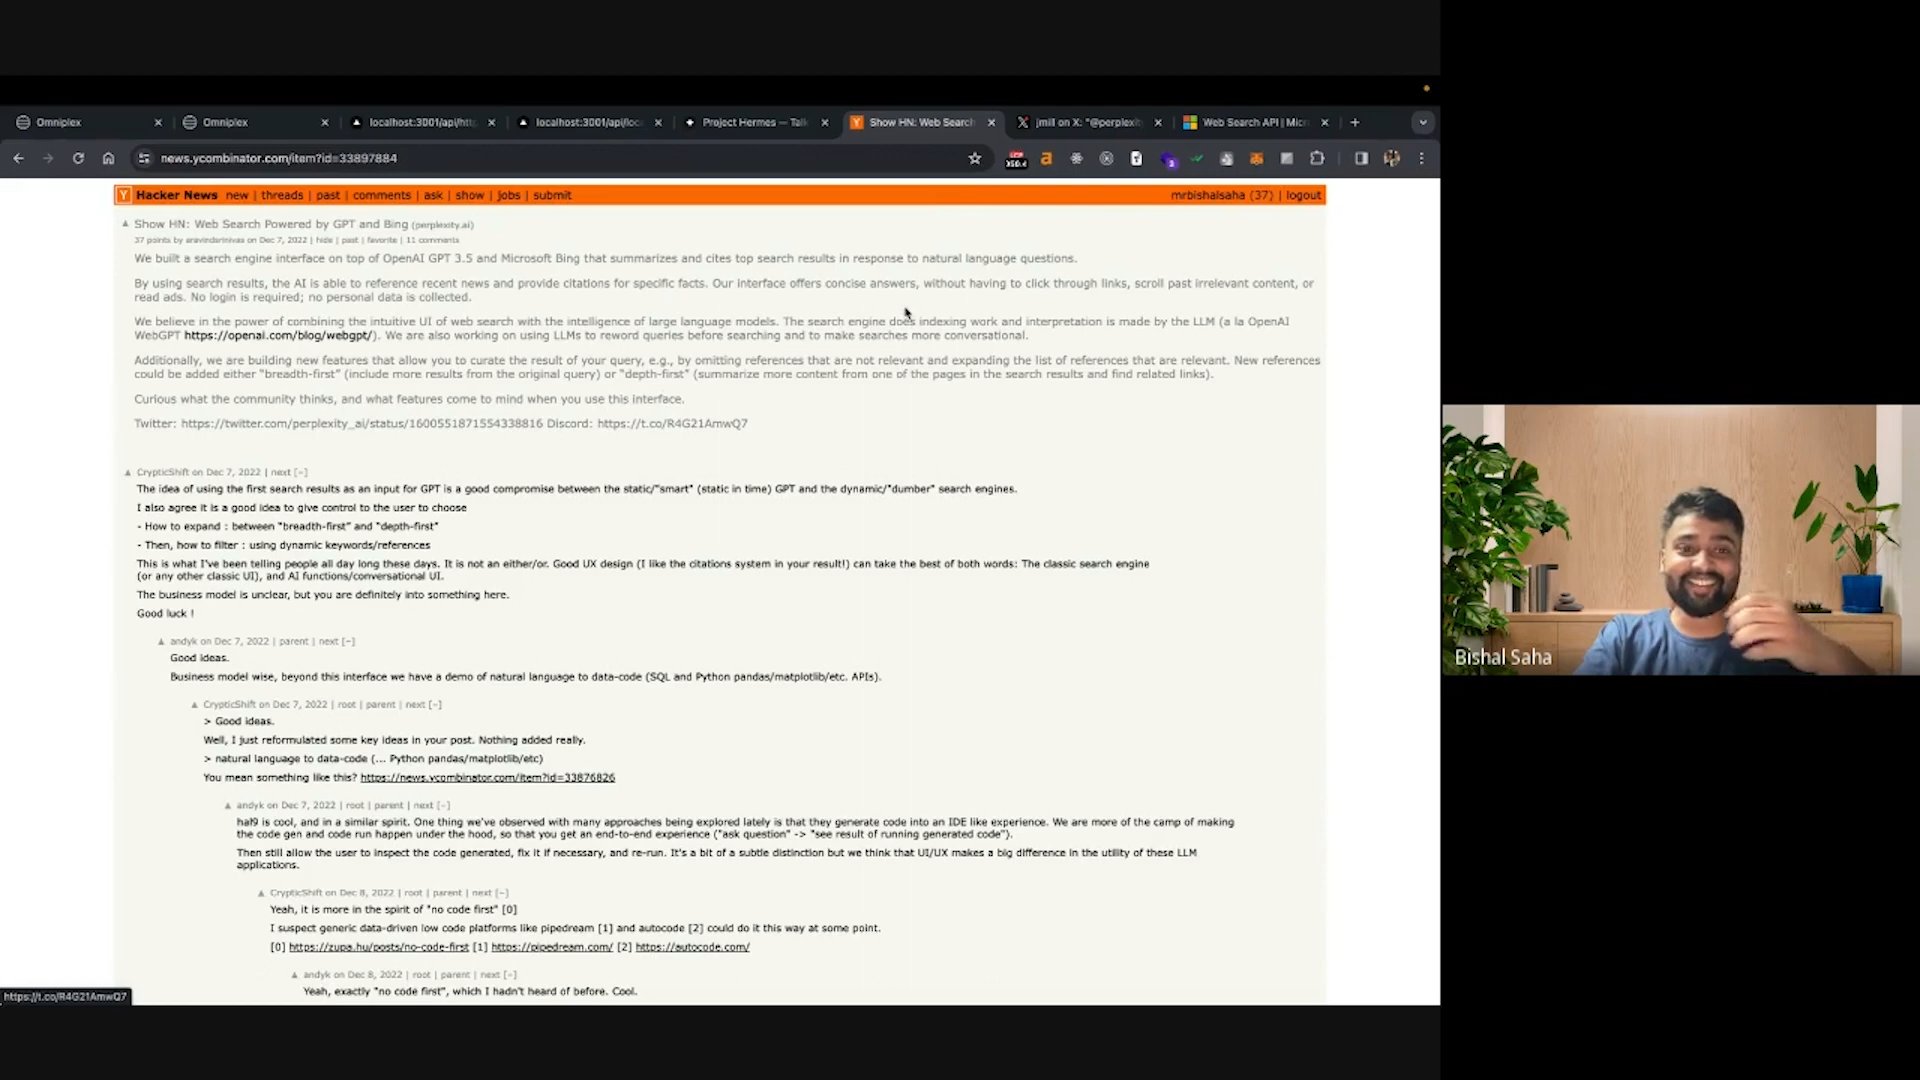 Omniplex
Omniplex
localhost:3001/api/htt
localhost:3001/api/loc
Project Hermes — Talk
Show HN: Web Search
jmill on X: "@perplexit
Web Search API | Micr
news.ycombinator.com/item?id=33897884
Hacker News new | threads | past | comments | ask | show | jobs | submit
mrbishalsaha (37) | logout
Show HN: Web Search Powered by GPT and Bing (perplexity.ai)
37 points by aravindsrinivas on Dec 7, 2022 | hide | past | favorite | 11 comments
We built a search engine interface on top of OpenAI GPT 3.5 and Microsoft Bing that summarizes and cites top search results in response to natural language questions.
By using search results, the AI is able to reference recent news and provide citations for specific facts. Our interface offers concise answers, without having to click through links, scroll past irrelevant content, or
read ads. No login is required; no personal data is collected.
We believe in the power of combining the intuitive UI of web search with the intelligence of large language models. The search engine does indexing work and interpretation is made by the LLM (a la OpenAI
WebGPT https://openai.com/blog/webgpt/). We are also working on using LLMs to reword queries before searching and to make searches more conversational.
Additionally, we are building new features that allow you to curate the result of your query, e.g., by omitting references that are not relevant and expanding the list of references that are relevant. New references
could be added either "breadth-first" (include more results from the original query) or "depth-first" (summarize more content from one of the pages in the search results and find related links).
Curious what the community thinks, and what features come to mind when you use this interface.
Twitter: https://twitter.com/perplexity_ai/status/1600551871554338816 Discord: https://t.co/R4G21AmwQ7
CrypticShift on Dec 7, 2022 | next [–]
The idea of using the first search results as an input for GPT is a good compromise between the static/"smart" (static in time) GPT and the dynamic/"dumber" search engines.
I also agree it is a good idea to give control to the user to choose
- How to expand : between "breadth-first" and "depth-first"
- Then, how to filter : using dynamic keywords/references
This is what I've been telling people all day long these days. It is not an either/or. Good UX design (I like the citations system in your result!) can take the best of both words: The classic search engine
(or any other classic UI), and AI functions/conversational UI.
The business model is unclear, but you are definitely into something here.
Good luck !
andyk on Dec 7, 2022 | parent | next [–]
Good ideas.
Business model wise, beyond this interface we have a demo of natural language to data-code (SQL and Python pandas/matplotlib/etc. APIs).
CrypticShift on Dec 7, 2022 | root | parent | next [–]
> Good ideas.
Well, I just reformulated some key ideas in your post. Nothing added really.
> natural language to data-code (... Python pandas/matplotlib/etc)
You mean something like this? https://news.ycombinator.com/item?id=33876826
andyk on Dec 7, 2022 | root | parent | next [–]
hal9 is cool, and in a similar spirit. One thing we've observed with many approaches being explored lately is that they generate code into an IDE like experience. We are more of the camp of making
the code gen and code run happen under the hood, so that you get an end-to-end experience ("ask question" -> "see result of running generated code").
Then still allow the user to inspect the code generated, fix it if necessary, and re-run. It's a bit of a subtle distinction but we think that UI/UX makes a big difference in the utility of these LLM
applications.
CrypticShift on Dec 8, 2022 | root | parent | next [–]
Yeah, it is more in the spirit of "no code first" [0]
I suspect generic data-driven low code platforms like pipedream [1] and autocode [2] could do it this way at some point.
[0] https://zupa.hu/posts/no-code-first [1] https://pipedream.com/ [2] https://autocode.com/
andyk on Dec 8, 2022 | root | parent | next [–]
Yeah, exactly "no code first", which I hadn't heard of before. Cool.
https://t.co/R4G21AmwQ7
Bishal Saha